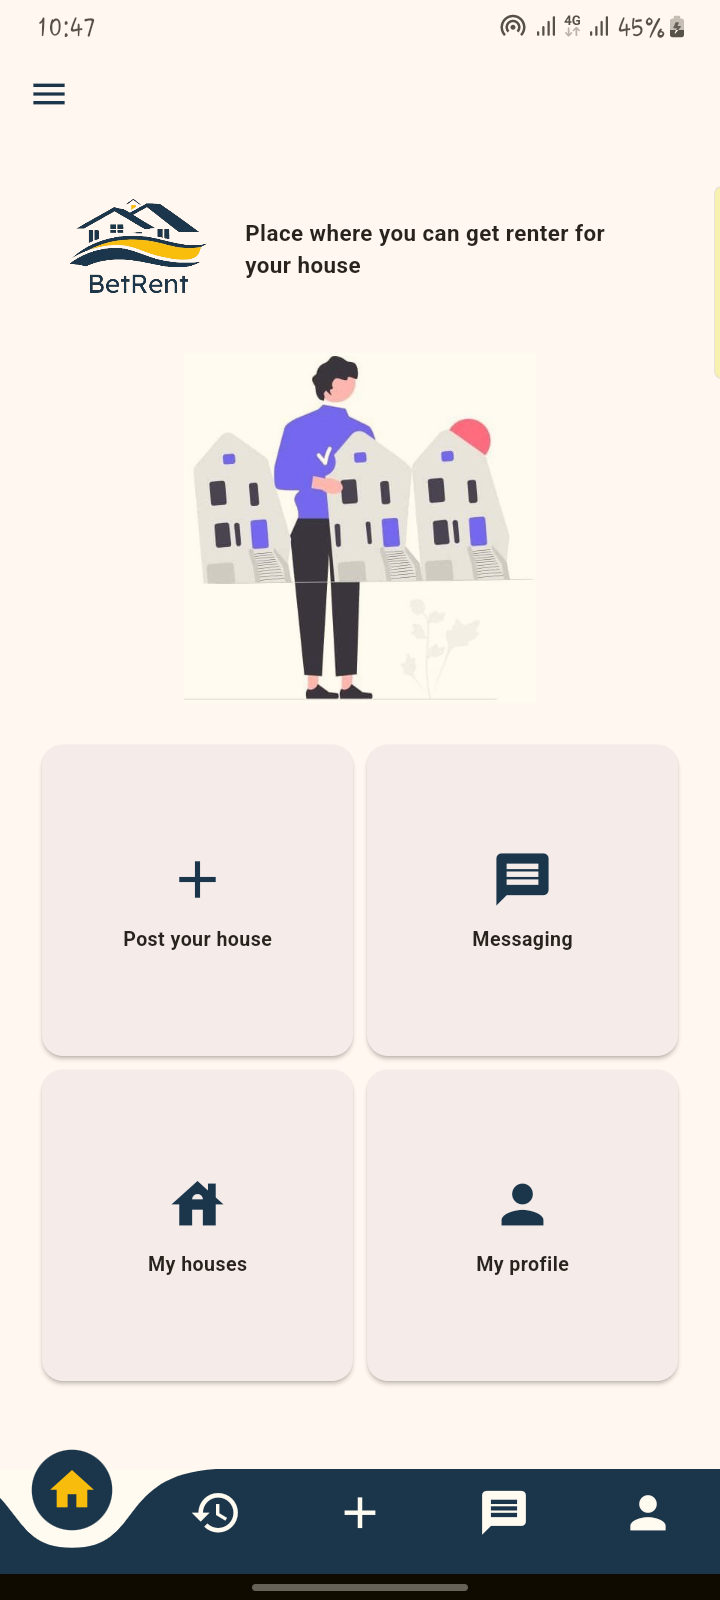 10:47
4G
45%
Place where you can get renter for
your house
BetRent
Post your house
Messaging
My houses
My profile